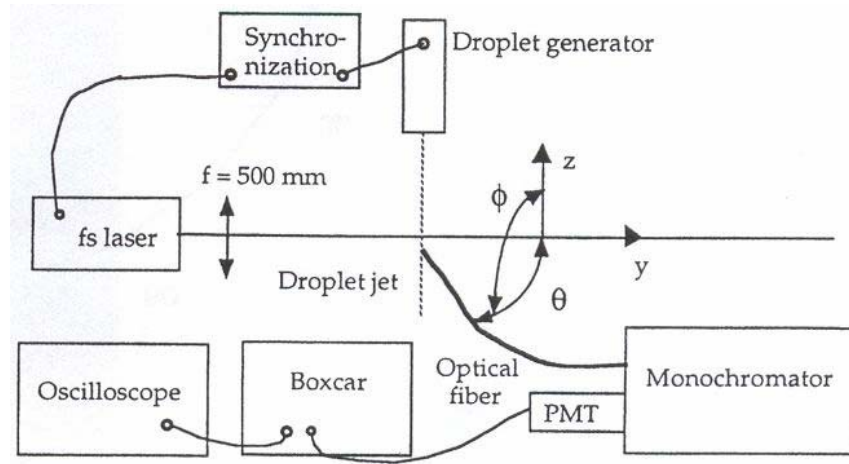 Synchro-
nization
Droplet generator
f = 500 mm
z
ϕ
fs laser
y
Droplet jet
θ
Oscilloscope
Boxcar
Optical
fiber
Monochromator
PMT